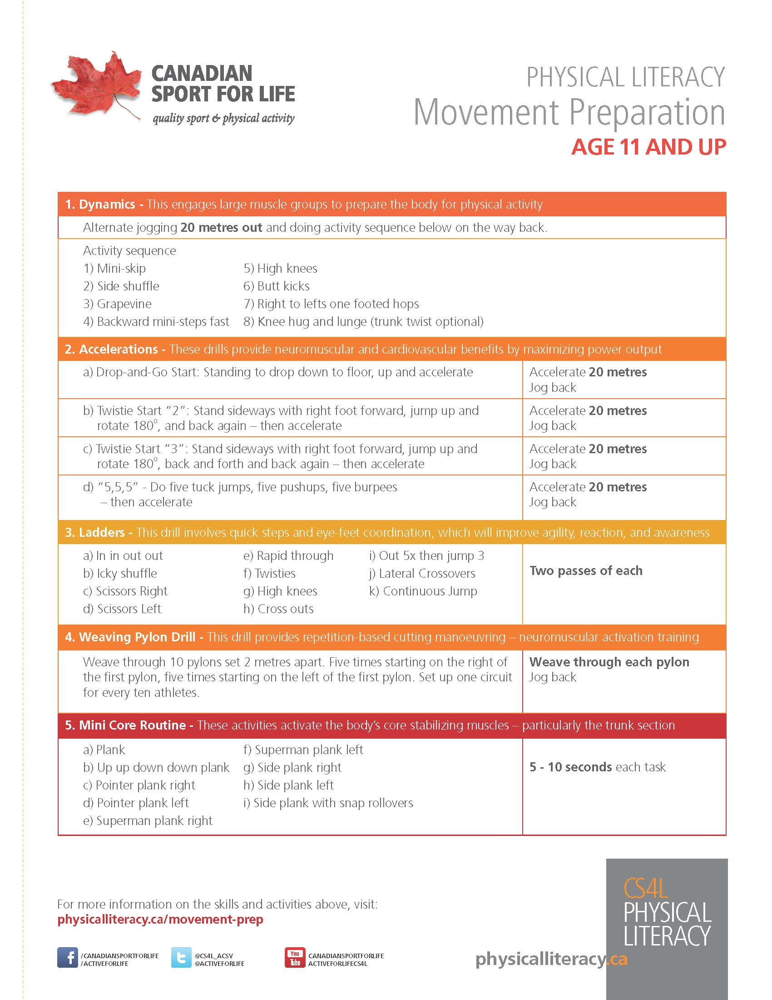 CANADIAN
SPORT FOR LIFE
quality sport & physical activity
PHYSICAL LITERACY
Movement Preparation
AGE 11 AND UP
1. Dynamics - This engages large muscle groups to prepare the body for physical activity
Alternate jogging 20 metres out and doing activity sequence below on the way back.
Activity sequence
1) Mini-skip
2) Side shuffle
3) Grapevine
4) Backward mini-steps fast
5) High knees
6) Butt kicks
7) Right to lefts one footed hops
8) Knee hug and lunge (trunk twist optional)
2. Accelerations - These drills provide neuromuscular and cardiovascular benefits by maximizing power output
a) Drop-and-Go Start: Standing to drop down to floor, up and accelerate
Accelerate 20 metres
Jog back
b) Twistie Start “2”: Stand sideways with right foot forward, jump up and
rotate 180°, and back again – then accelerate
Accelerate 20 metres
Jog back
c) Twistie Start “3”: Stand sideways with right foot forward, jump up and
rotate 180°, back and forth and back again – then accelerate
Accelerate 20 metres
Jog back
d) “5,5,5” - Do five tuck jumps, five pushups, five burpees
– then accelerate
Accelerate 20 metres
Jog back
3. Ladders - This drill involves quick steps and eye-feet coordination, which will improve agility, reaction, and awareness
a) In in out out
b) Icky shuffle
c) Scissors Right
d) Scissors Left
e) Rapid through
f) Twisties
g) High knees
h) Cross outs
i) Out 5x then jump 3
j) Lateral Crossovers
k) Continuous Jump
Two passes of each
4. Weaving Pylon Drill - This drill provides repetition-based cutting manoeuvring – neuromuscular activation training
Weave through 10 pylons set 2 metres apart. Five times starting on the right of
the first pylon, five times starting on the left of the first pylon. Set up one circuit
for every ten athletes.
Weave through each pylon
Jog back
5. Mini Core Routine - These activities activate the body’s core stabilizing muscles – particularly the trunk section
a) Plank
b) Up up down down plank
c) Pointer plank right
d) Pointer plank left
e) Superman plank right
f) Superman plank left
g) Side plank right
h) Side plank left
i) Side plank with snap rollovers
5 - 10 seconds each task
For more information on the skills and activities above, visit:
physicalliteracy.ca/movement-prep
f
/CANADIANSPORTFORLIFE
/ACTIVEFORLIFE
t
@CS4L_ACSV
@ACTIVEFORLIFE
You
Tube
CANADIANSPORTFORLIFE
ACTIVEFORLIFECS4L
CS4L
PHYSICAL
LITERACY
physicalliteracy.ca